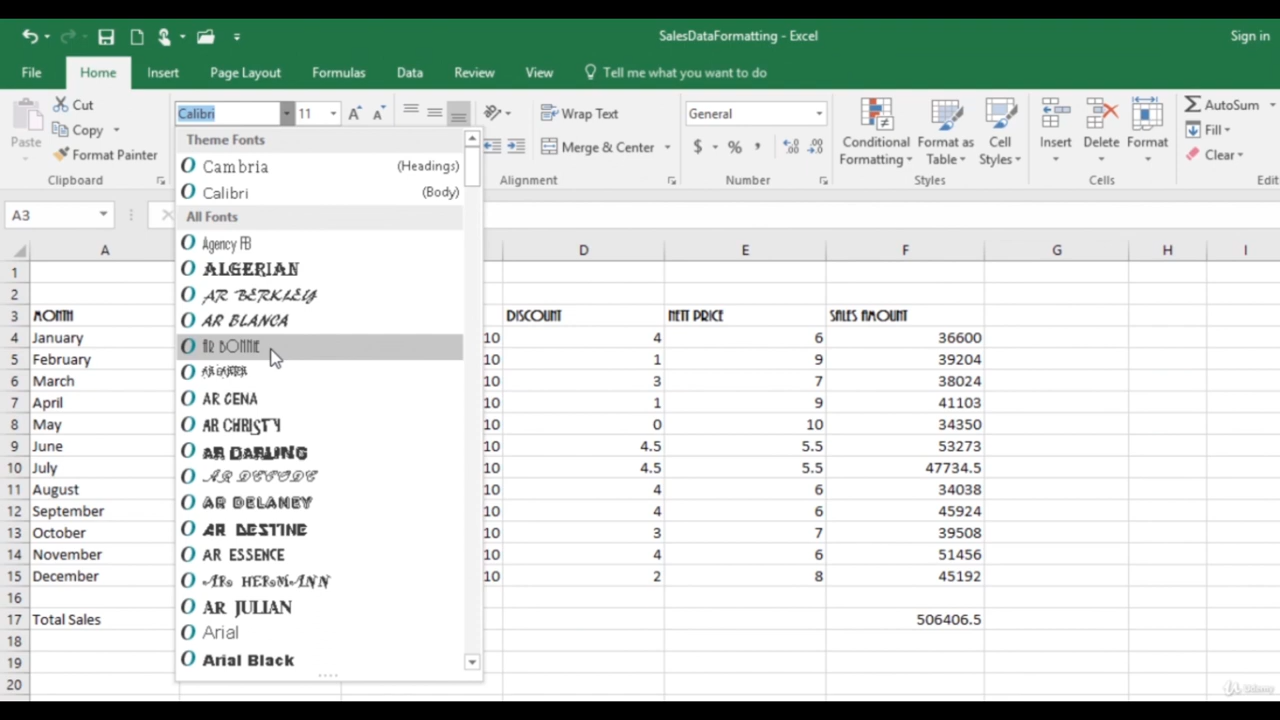 SalesDataFormatting - Excel
Sign in
File Home Insert Page Layout Formulas Data Review View Tell me what you want to do
Paste
Cut
Copy
Format Painter
Clipboard
Calibri 11
Wrap Text
Merge & Center
Alignment
General
$ % ,
Number
Conditional Formatting
Format as Table
Cell Styles
Styles
Insert Delete Format
Cells
AutoSum
Fill
Clear
Edit
A3
Theme Fonts
Cambria (Headings)
Calibri (Body)
All Fonts
Agency FB
ALGERIAN
AR BERKLEY
AR BLANCA
AR BONNIE
AR CENA
AR CHRISTY
AR DARLING
AR DECODE
AR DELANEY
AR DESTINE
AR ESSENCE
AR HERMANN
AR JULIAN
Arial
Arial Black
A D E F G H I
1
2
3 MONTH DISCOUNT NETT PRICE SALES AMOUNT
4 January 10 4 6 36600
5 February 10 1 9 39204
6 March 10 3 7 38024
7 April 10 1 9 41103
8 May 10 0 10 34350
9 June 10 4.5 5.5 53273
10 July 10 4.5 5.5 47734.5
11 August 10 4 6 34038
12 September 10 4 6 45924
13 October 10 3 7 39508
14 November 10 4 6 51456
15 December 10 2 8 45192
16
17 Total Sales 506406.5
18
19
20
Udemy